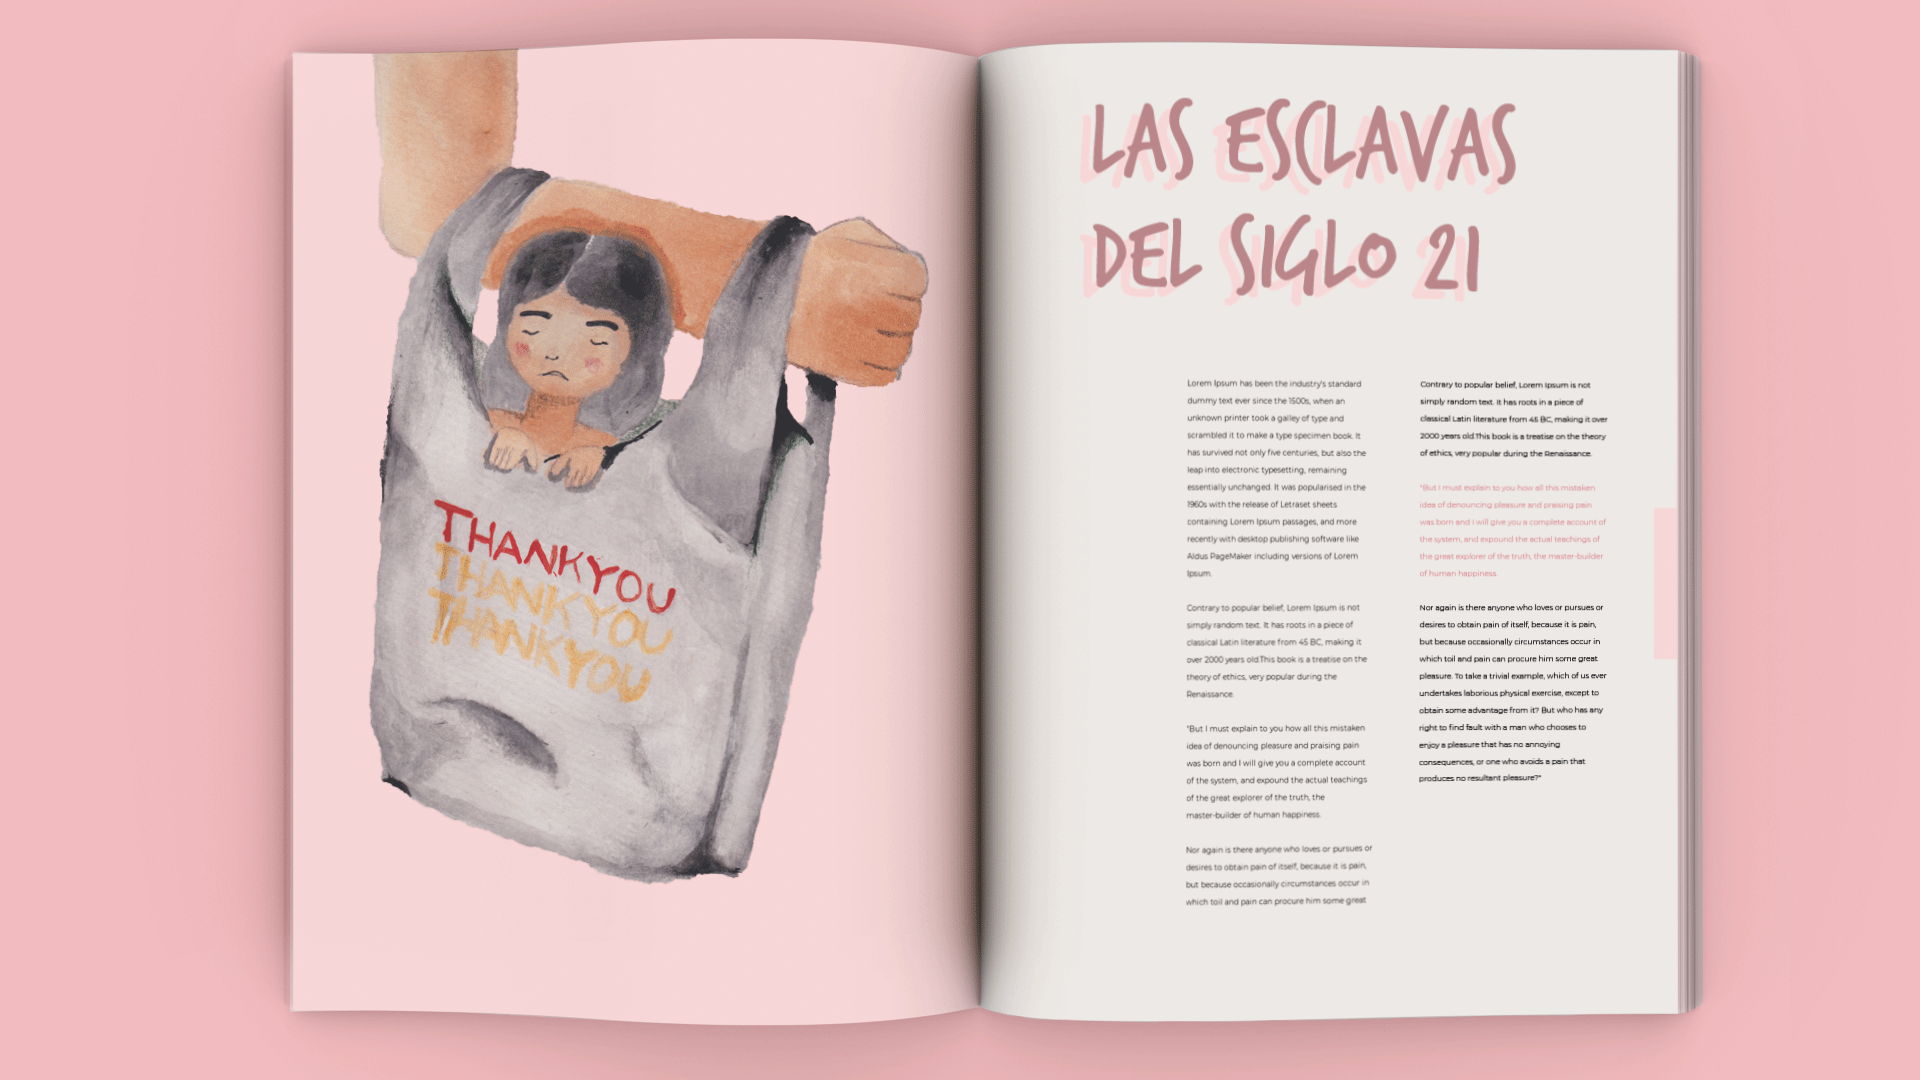 THANKYOU
THANKYOU
THANKYOU
LAS ESCLAVAS
DEL SIGLO 21
Lorem Ipsum has been the industry's standard
dummy text ever since the 1500s, when an
unknown printer took a galley of type and
scrambled it to make a type specimen book. It
has survived not only five centuries, but also the
leap into electronic typesetting, remaining
essentially unchanged. It was popularised in the
1960s with the release of Letraset sheets
containing Lorem Ipsum passages, and more
recently with desktop publishing software like
Aldus PageMaker including versions of Lorem
Ipsum.
Contrary to popular belief, Lorem Ipsum is not
simply random text. It has roots in a piece of
classical Latin literature from 45 BC, making it
over 2000 years old.This book is a treatise on the
theory of ethics, very popular during the
Renaissance.
"But I must explain to you how all this mistaken
idea of denouncing pleasure and praising pain
was born and I will give you a complete account
of the system, and expound the actual teachings
of the great explorer of the truth, the
master-builder of human happiness.
Nor again is there anyone who loves or pursues or
desires to obtain pain of itself, because it is pain,
but because occasionally circumstances occur in
which toil and pain can procure him some great
Contrary to popular belief, Lorem Ipsum is not
simply random text. It has roots in a piece of
classical Latin literature from 45 BC, making it over
2000 years old.This book is a treatise on the theory
of ethics, very popular during the Renaissance.
"But I must explain to you how all this mistaken
idea of denouncing pleasure and praising pain
was born and I will give you a complete account of
the system, and expound the actual teachings of
the great explorer of the truth, the master-builder
of human happiness.
Nor again is there anyone who loves or pursues or
desires to obtain pain of itself, because it is pain,
but because occasionally circumstances occur in
which toil and pain can procure him some great
pleasure. To take a trivial example, which of us ever
undertakes laborious physical exercise, except to
obtain some advantage from it? But who has any
right to find fault with a man who chooses to
enjoy a pleasure that has no annoying
consequences, or one who avoids a pain that
produces no resultant pleasure?"